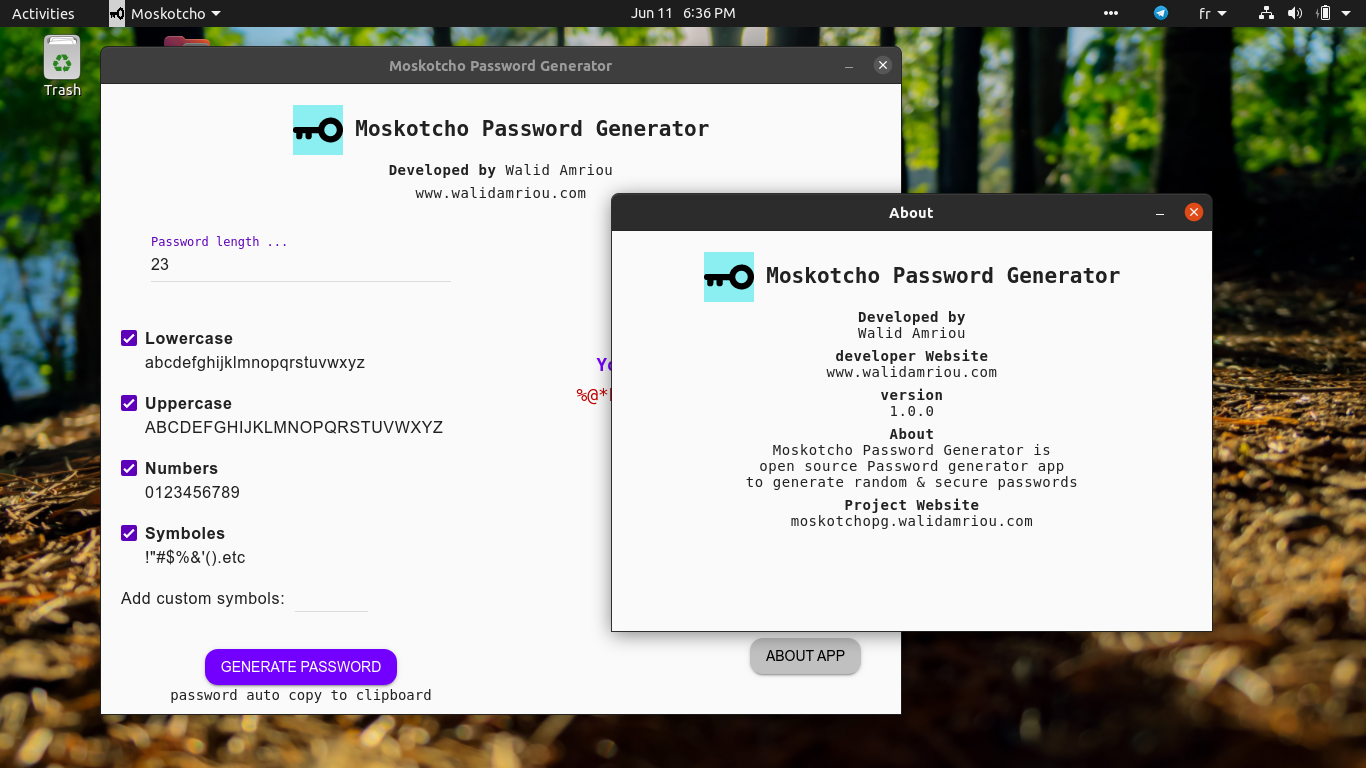 Activities
Moskotcho
Jun 11 6:36 PM
fr
Trash
Moskotcho Password Generator
Moskotcho Password Generator
Developed by Walid Amriou
www.walidamriou.com
Password length ...
23
Lowercase
abcdefghijklmnopqrstuvwxyz
Uppercase
ABCDEFGHIJKLMNOPQRSTUVWXYZ
Numbers
0123456789
Symboles
!"#$%&'().etc
Add custom symbols:
GENERATE PASSWORD
password auto copy to clipboard
%@*
ABOUT APP
About
Moskotcho Password Generator
Developed by
Walid Amriou
developer Website
www.walidamriou.com
version
1.0.0
About
Moskotcho Password Generator is
open source Password generator app
to generate random & secure passwords
Project Website
moskotchopg.walidamriou.com